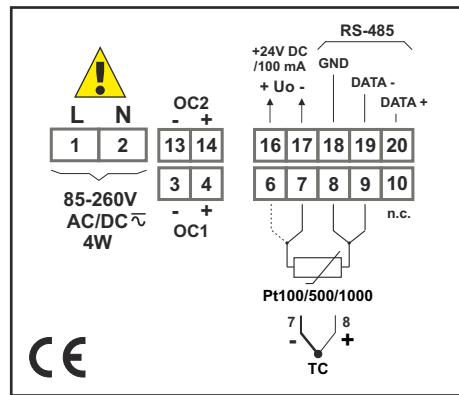 RS-485
+24V DC
/100 mA
GND
+ Uo -
DATA -
DATA +
L N
OC2
- +
1 2 13 14 16 17 18 19 20
3 4 6 7 8 9 10
85-260V
AC/DC
4W
- +
OC1
n.c.
Pt100/500/1000
7 8
- +
TC
CE